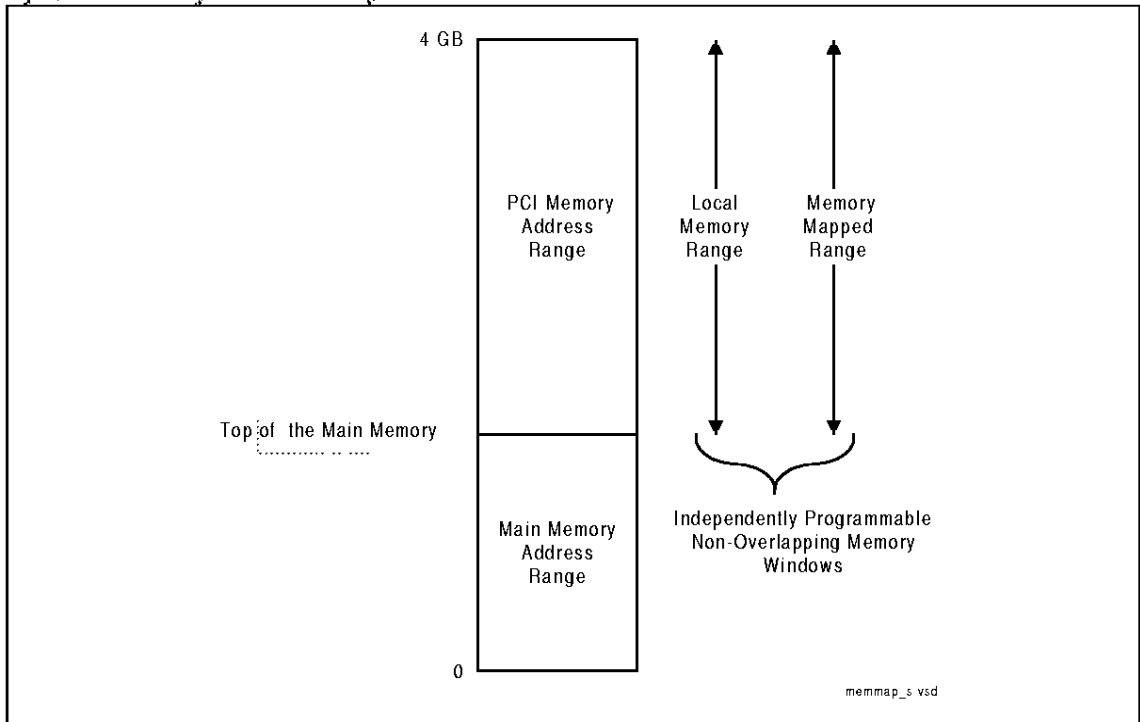 4 GB
PCI Memory
Address
Range
Local
Memory
Range
Memory
Mapped
Range
Top of the Main Memory
Main Memory
Address
Range
Independently Programmable
Non-Overlapping Memory
Windows
0
memmap_s vsd